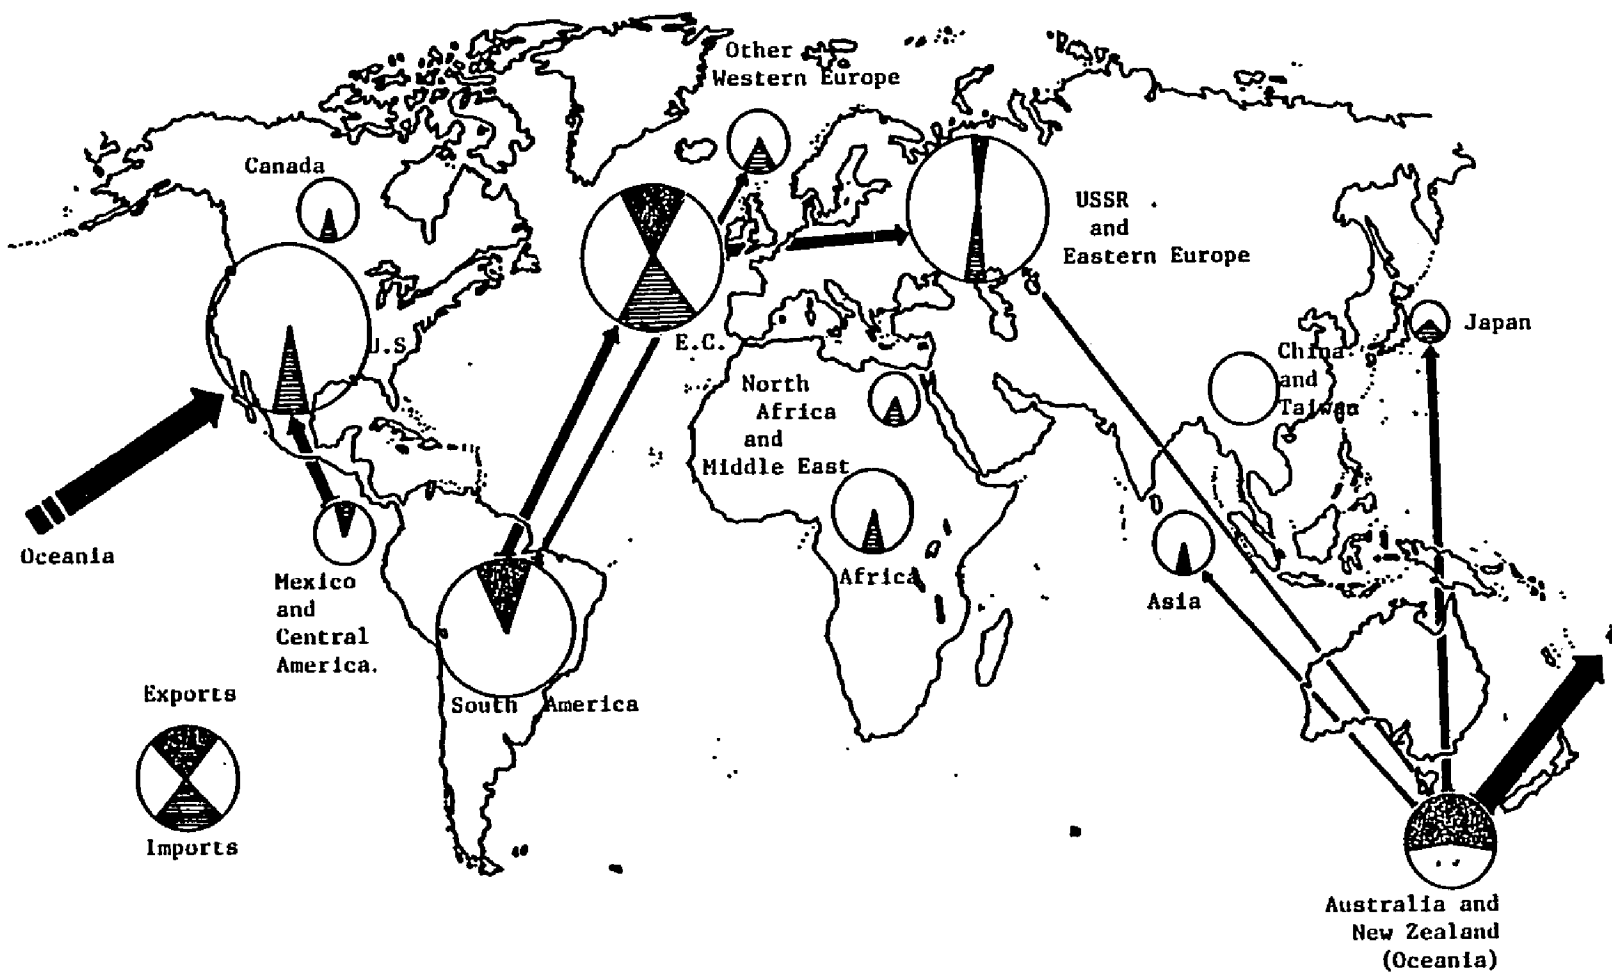 Other
Western Europe
Canada
USSR
and
Eastern Europe
U.S
E.C.
Japan
China
and
Taiwan
North
Africa
and
Middle East
Oceania
Mexico
and
Central
America.
Africa
Asia
South America
Exports
Imports
Australia and
New Zealand
(Oceania)